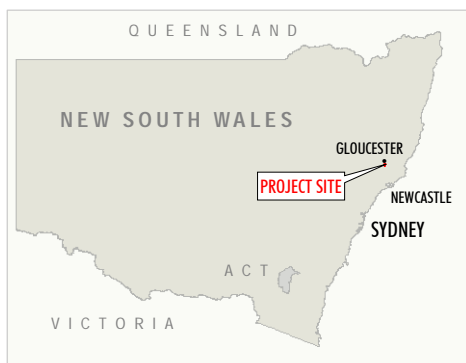 QUEENSLAND
NEW SOUTH WALES
GLOUCESTER
PROJECT SITE
NEWCASTLE
SYDNEY
ACT
VICTORIA